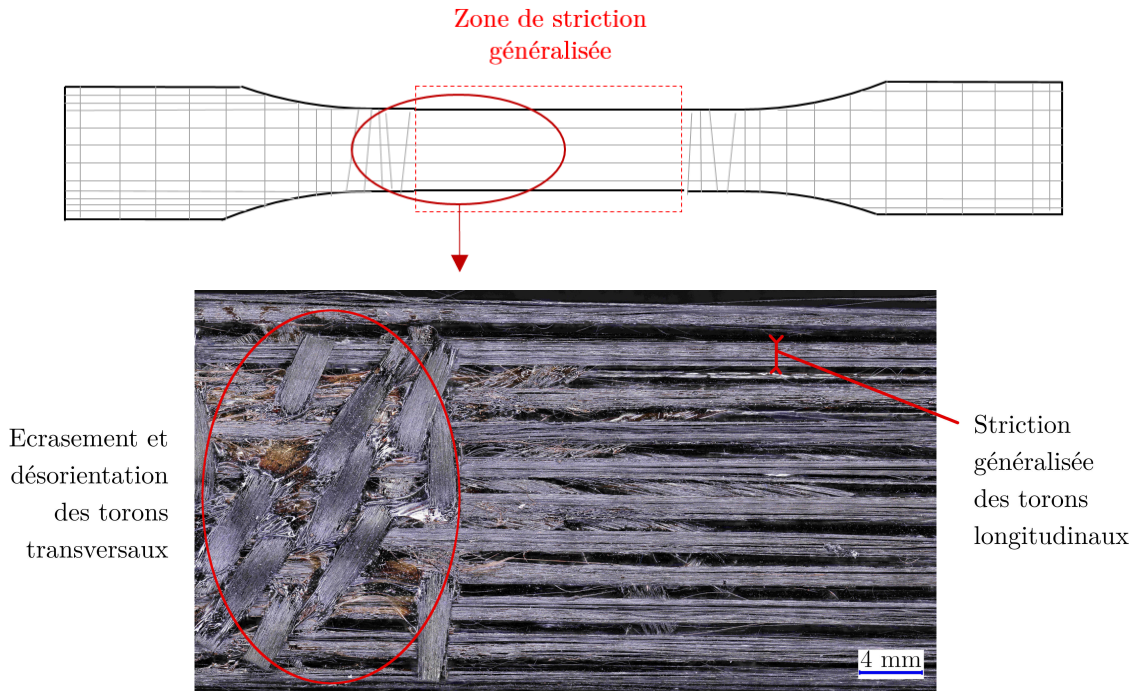 Zone de striction
généralisée
Ecrasement et
désorientation
des torons
transversaux
Striction
généralisée
des torons
longitudinaux
4 mm